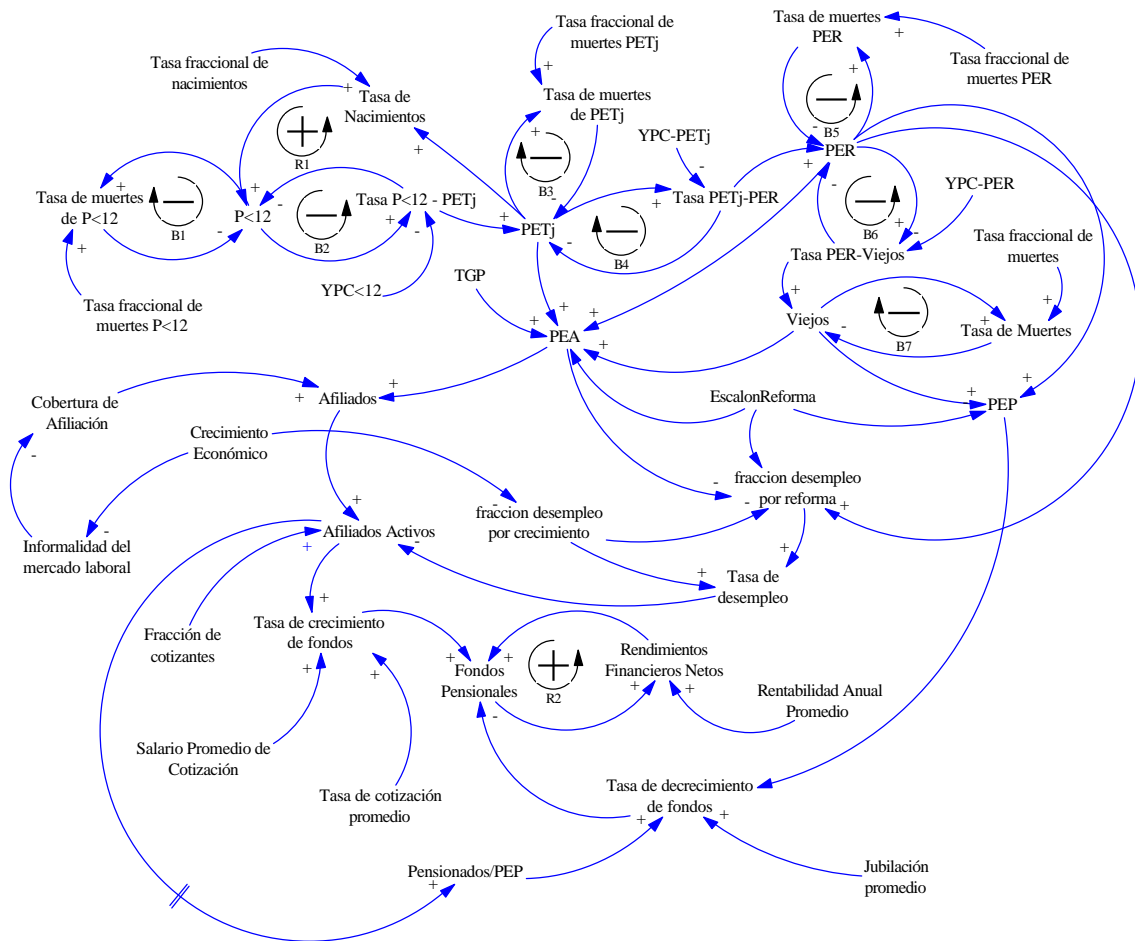 Tasa de muertes
PER
Tasa fraccional de
muertes PETj
Tasa fraccional de
nacimientos
Tasa fraccional de
muertes PER
Tasa de
Nacimientos
Tasa de muertes
de PETj
YPC-PETj
B5
PER
R1
B3
Tasa de muertes
de P<12
B1
P<12
B2
Tasa P<12 - PETj
PETj
B4
Tasa PETj-PER
YPC-PER
B6
Tasa PER-Viejos
Tasa fraccional de
muertes
YPC<12
TGP
Tasa fraccional de
muertes P<12
PEA
Viejos
B7
Tasa de Muertes
Cobertura de
Afiliación
Afiliados
EscalonReforma
PEP
Crecimiento
Económico
fraccion desempleo
por reforma
fraccion desempleo
por crecimiento
Informalidad del
mercado laboral
Afiliados Activos
Tasa de
desempleo
Fracción de
cotizantes
Tasa de crecimiento
de fondos
Fondos
Pensionales
R2
Rendimientos
Financieros Netos
Rentabilidad Anual
Promedio
Salario Promedio de
Cotización
Tasa de cotización
promedio
Tasa de decrecimiento
de fondos
Pensionados/PEP
Jubilación
promedio